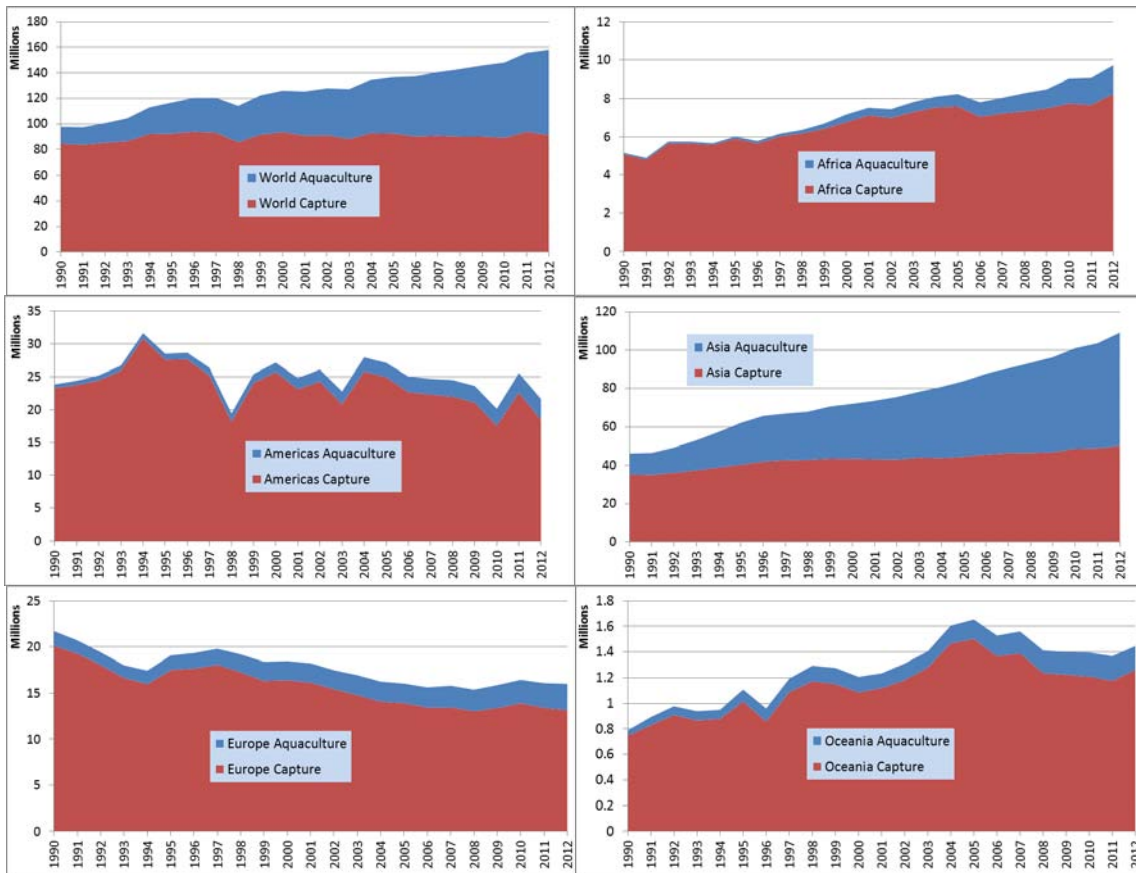 Millions
180
160
140
120
100
80
60
40
20
0
World Aquaculture
World Capture
1990 1991 1992 1993 1994 1995 1996 1997 1998 1999 2000 2001 2002 2003 2004 2005 2006 2007 2008 2009 2010 2011 2012
Millions
12
10
8
6
4
2
0
Africa Aquaculture
Africa Capture
1990 1991 1992 1993 1994 1995 1996 1997 1998 1999 2000 2001 2002 2003 2004 2005 2006 2007 2008 2009 2010 2011 2012
Millions
35
30
25
20
15
10
5
0
Americas Aquaculture
Americas Capture
1990 1991 1992 1993 1994 1995 1996 1997 1998 1999 2000 2001 2002 2003 2004 2005 2006 2007 2008 2009 2010 2011 2012
Millions
120
100
80
60
40
20
0
Asia Aquaculture
Asia Capture
1990 1991 1992 1993 1994 1995 1996 1997 1998 1999 2000 2001 2002 2003 2004 2005 2006 2007 2008 2009 2010 2011 2012
Millions
25
20
15
10
5
0
Europe Aquaculture
Europe Capture
1990 1991 1992 1993 1994 1995 1996 1997 1998 1999 2000 2001 2002 2003 2004 2005 2006 2007 2008 2009 2010 2011 2012
Millions
1.8
1.6
1.4
1.2
1
0.8
0.6
0.4
0.2
0
Oceania Aquaculture
Oceania Capture
1990 1991 1992 1993 1994 1995 1996 1997 1998 1999 2000 2001 2002 2003 2004 2005 2006 2007 2008 2009 2010 2011 2012